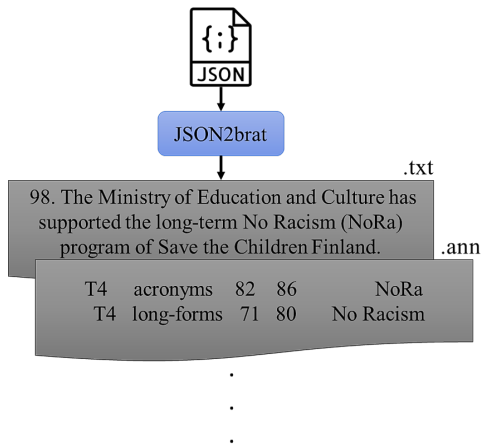 {;}
JSON
JSON2brat
.txt
98. The Ministry of Education and Culture has
supported the long-term No Racism (NoRa)
program of Save the Children Finland.
.ann
T4 acronyms 82 86 NoRa
T4 long-forms 71 80 No Racism
.
.
.